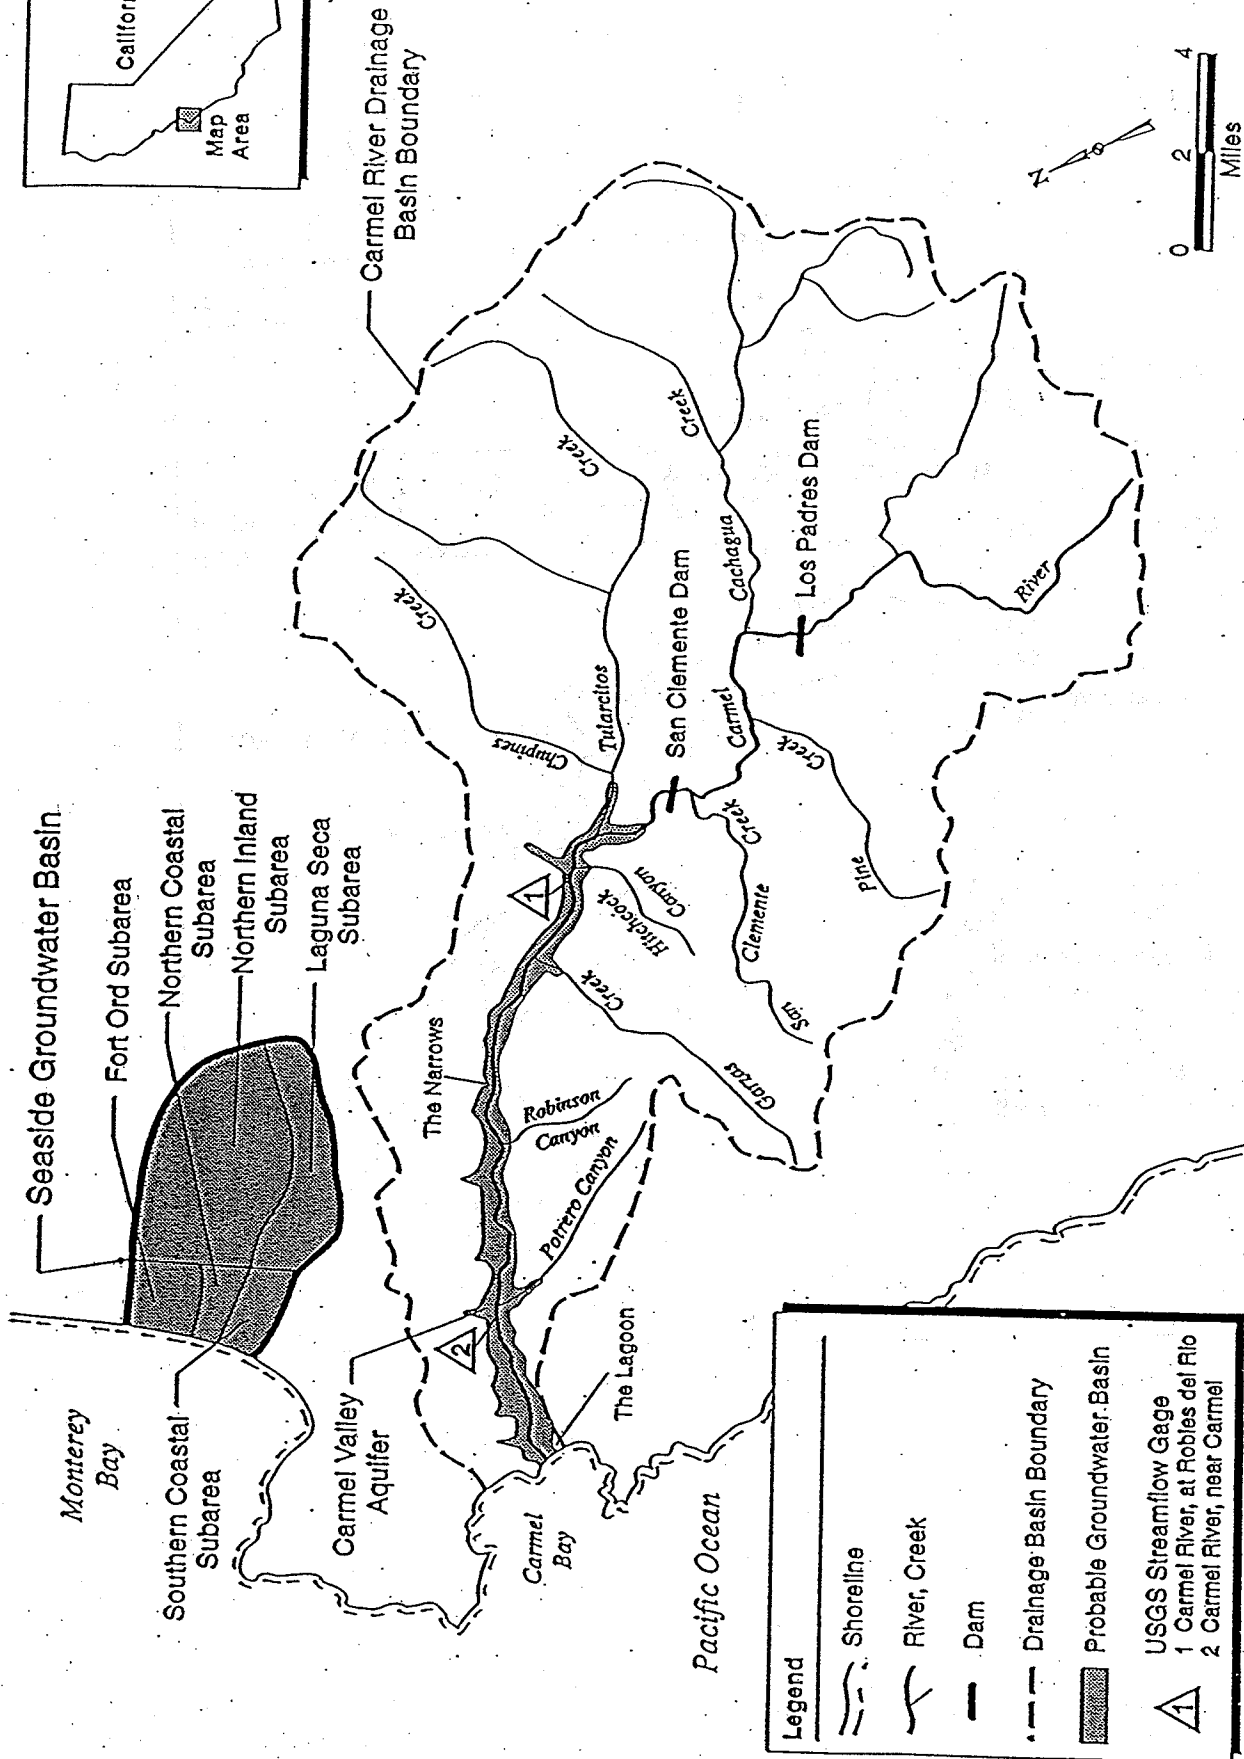 Monterey
Bay
Seaside Groundwater Basin
Fort Ord Subarea
Northern Coastal
Subarea
Northern Inland
Subarea
Laguna Seca
Subarea
Southern Coastal
Subarea
Carmel Valley
Aquifer
The Narrows
Carmel River Drainage
Basin Boundary
Map
Area
Carmel
Bay
Pacific Ocean
The Lagoon
2
1
Potrero Canyon
Robinson
Canyon
Garzas
Creek
Hitchcock
Canyon
San
Clemente
Creek
Pine
Creek
Chupines
Creek
Tularcitos
Creek
San Clemente Dam
Carmel
River
Cachagua
Creek
Los Padres Dam
N
0 2 4
Miles
Legend
Shoreline
River, Creek
Dam
Drainage Basin Boundary
Probable Groundwater Basin
1
USGS Streamflow Gage
1 Carmel River, at Robles del Rio
2 Carmel River, near Carmel